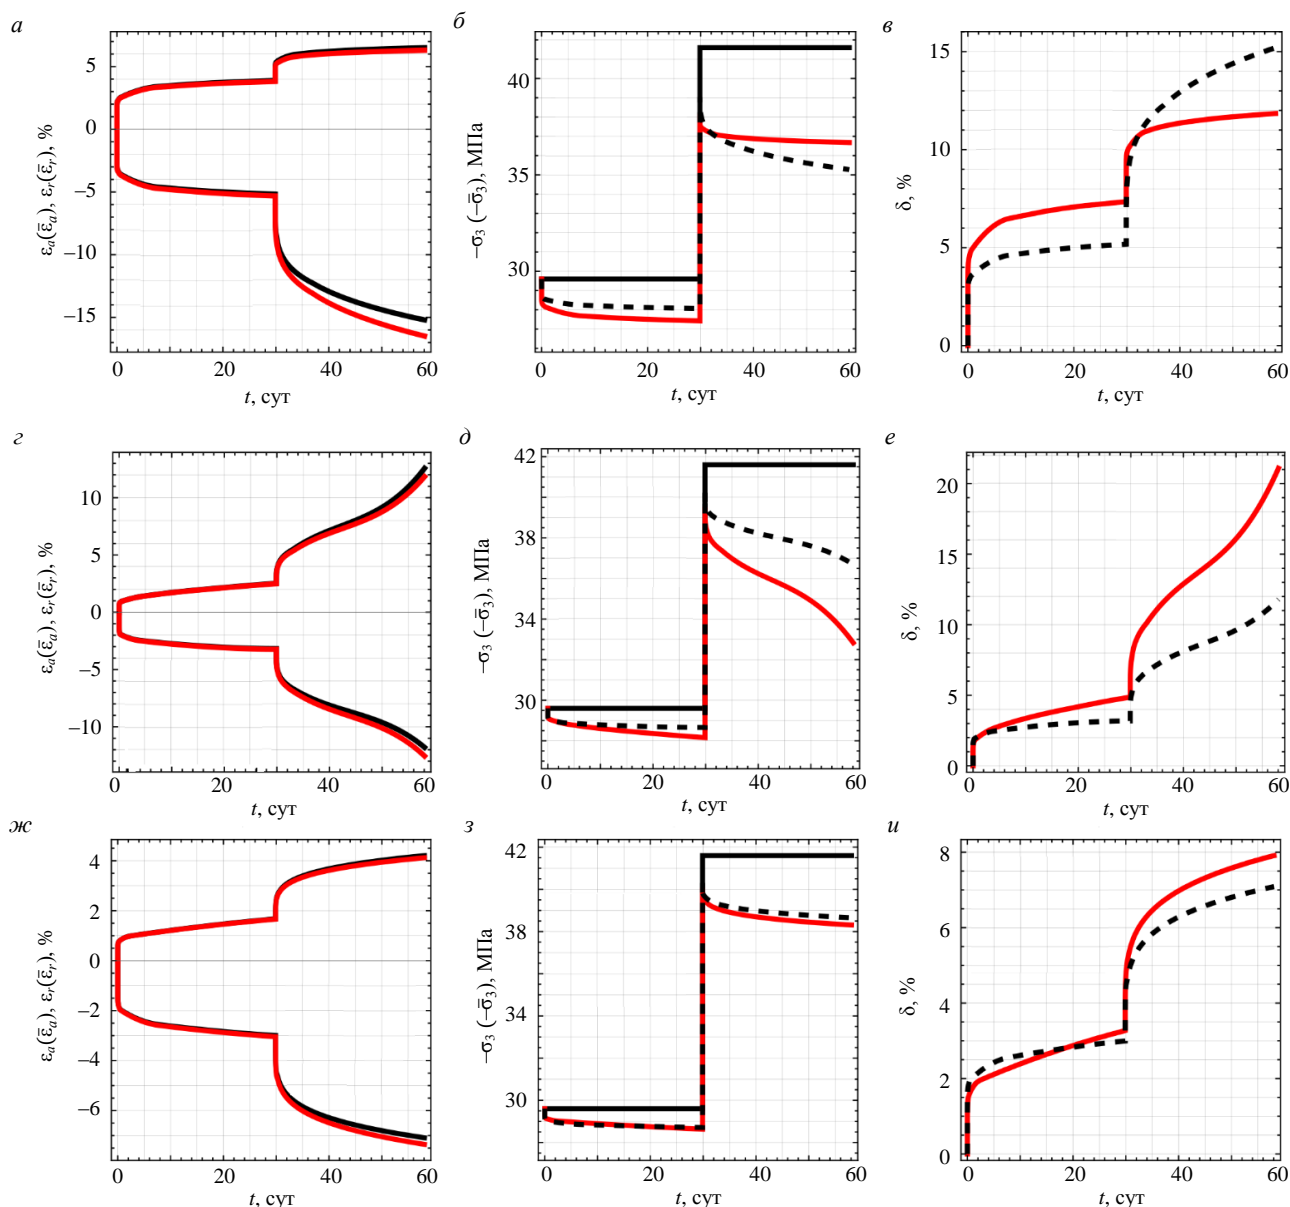 а
5
0
−5
−10
−15
εₐ(ε̄ₐ), εᵣ(ε̄ᵣ), %
0 20 40 60
t, сут
б
40
35
30
−σ₃ (−σ̄₃), МПа
0 20 40 60
t, сут
в
15
10
5
0
δ, %
0 20 40 60
t, сут
г
10
5
0
−5
−10
εₐ(ε̄ₐ), εᵣ(ε̄ᵣ), %
0 20 40 60
t, сут
д
42
38
34
30
−σ₃ (−σ̄₃), МПа
0 20 40 60
t, сут
е
20
15
10
5
0
δ, %
0 20 40 60
t, сут
ж
4
2
0
−2
−4
−6
εₐ(ε̄ₐ), εᵣ(ε̄ᵣ), %
0 20 40 60
t, сут
з
42
38
34
30
−σ₃ (−σ̄₃), МПа
0 20 40 60
t, сут
и
8
6
4
2
0
δ, %
0 20 40 60
t, сут